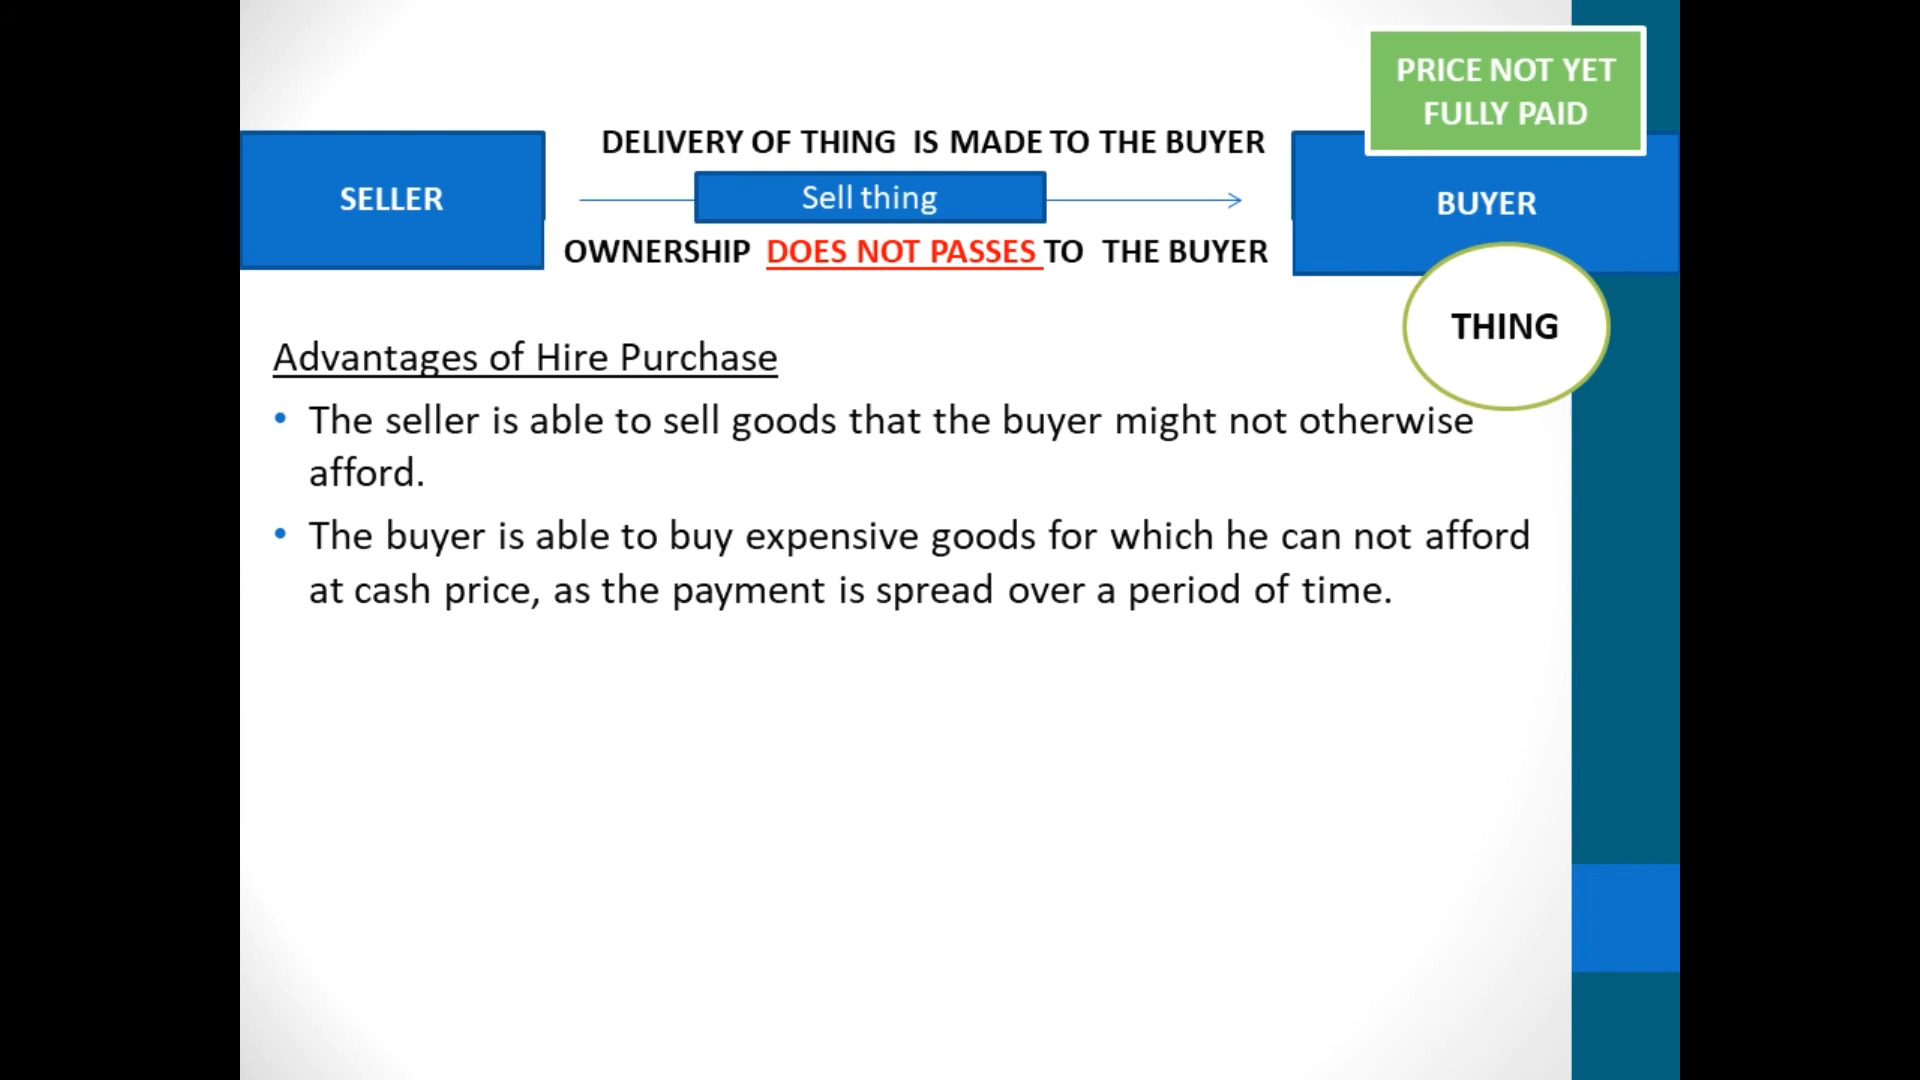 PRICE NOT YET
FULLY PAID
DELIVERY OF THING IS MADE TO THE BUYER
SELLER
Sell thing
BUYER
OWNERSHIP DOES NOT PASSES TO THE BUYER
THING
Advantages of Hire Purchase
• The seller is able to sell goods that the buyer might not otherwise
afford.
• The buyer is able to buy expensive goods for which he can not afford
at cash price, as the payment is spread over a period of time.